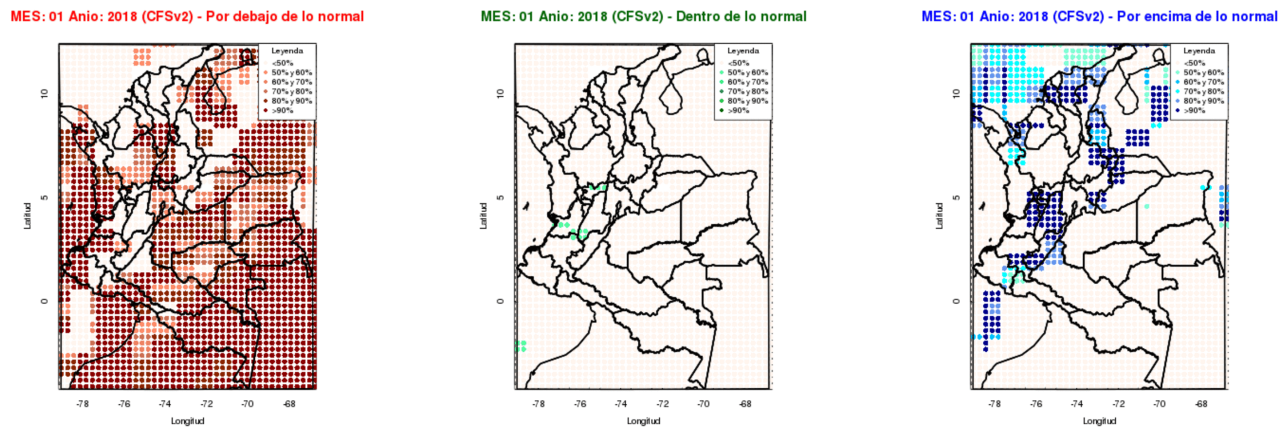 MES: 01 Anio: 2018 (CFSv2) - Por debajo de lo normal
Leyenda
<50%
50% y 60%
60% y 70%
70% y 80%
80% y 90%
>90%
10
5
0
Latitud
-78
-76
-74
-72
-70
-68
Longitud
MES: 01 Anio: 2018 (CFSv2) - Dentro de lo normal
Leyenda
<50%
50% y 60%
60% y 70%
70% y 80%
80% y 90%
>90%
10
5
0
Latitud
-78
-76
-74
-72
-70
-68
Longitud
MES: 01 Anio: 2018 (CFSv2) - Por encima de lo normal
Leyenda
<50%
50% y 60%
60% y 70%
70% y 80%
80% y 90%
>90%
10
5
0
Latitud
-78
-76
-74
-72
-70
-68
Longitud